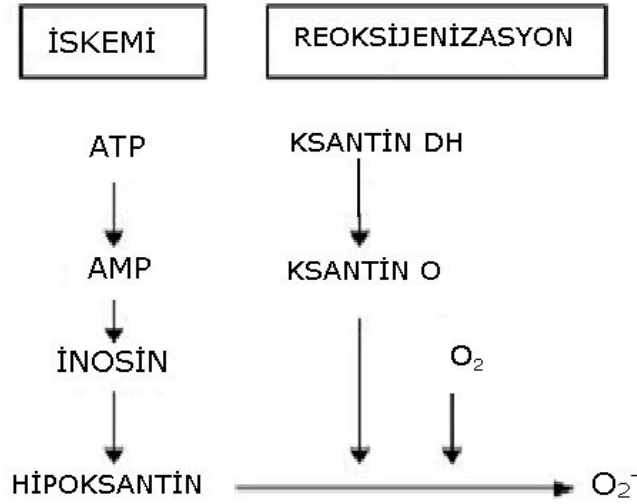 İSKEMİ
REOKSİJENİZASYON
ATP
KSANTİN DH
AMP
KSANTİN O
İNOSİN
O₂
HİPOKSANTİN
O₂⁻